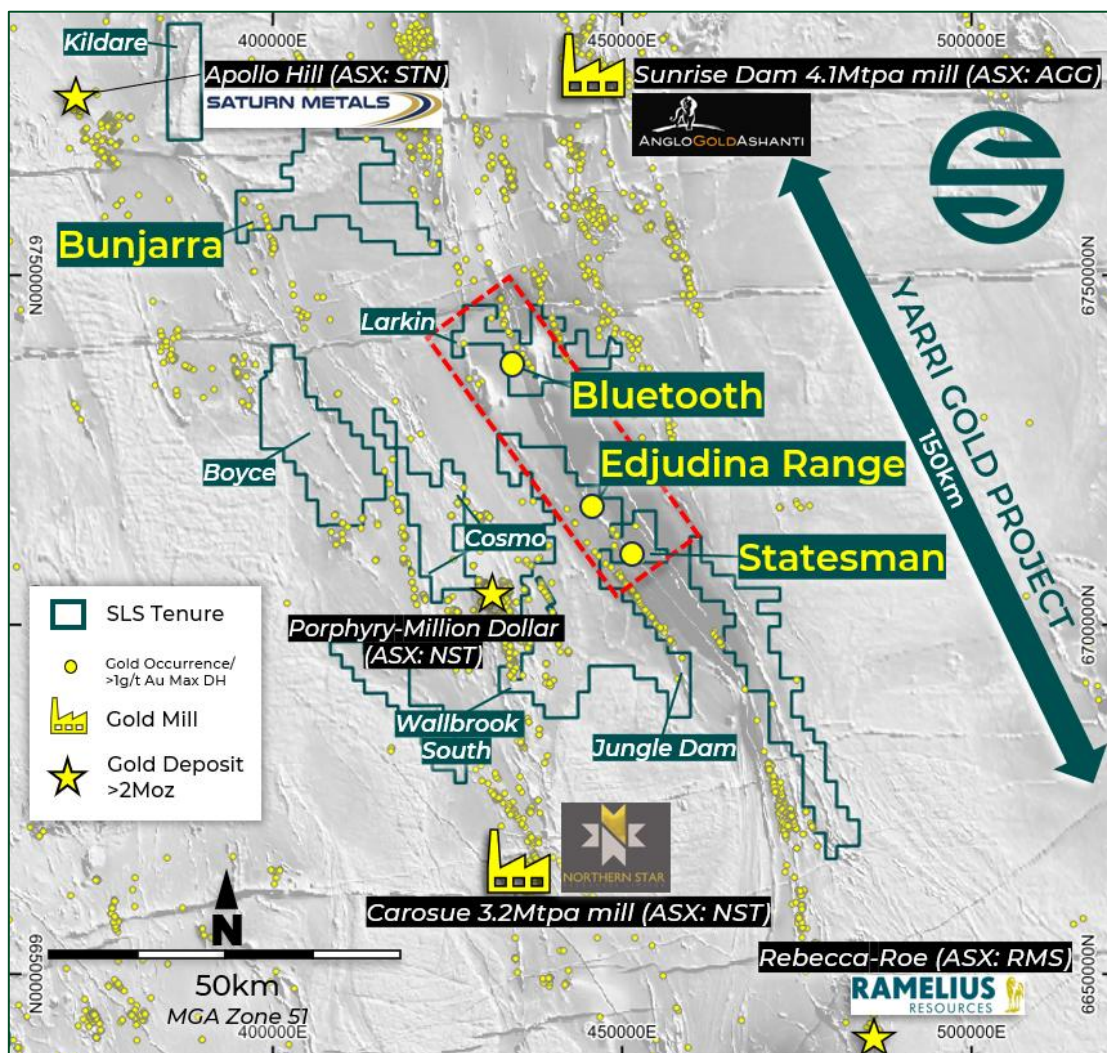 400000E
450000E
500000E
Kildare
Apollo Hill (ASX: STN)
SATURN METALS
Sunrise Dam 4.1Mtpa mill (ASX: AGG)
ANGLOGOLDASHANTI
Bunjarra
6750000N
6750000N
YARRI GOLD PROJECT
150km
Larkin
Bluetooth
Boyce
Edjudina Range
Cosmo
Statesman
Porphyry-Million Dollar
(ASX: NST)
6700000N
SLS Tenure
Gold Occurrence/
>1g/t Au Max DH
Gold Mill
Gold Deposit
>2Moz
Wallbrook
South
Jungle Dam
NORTHERN STAR
Carosue 3.2Mtpa mill (ASX: NST)
N
50km
MGA Zone 51
6650000N
Rebecca-Roe (ASX: RMS)
RAMELIUS
RESOURCES
6650000N
400000E
450000E
500000E